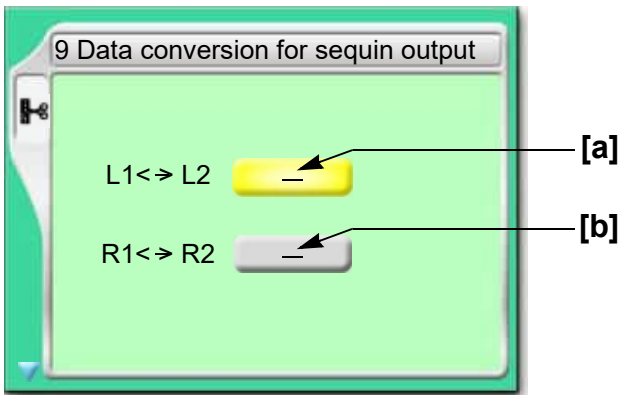 9 Data conversion for sequin output
L1<-> L2 — [a]
R1<-> R2 — [b]